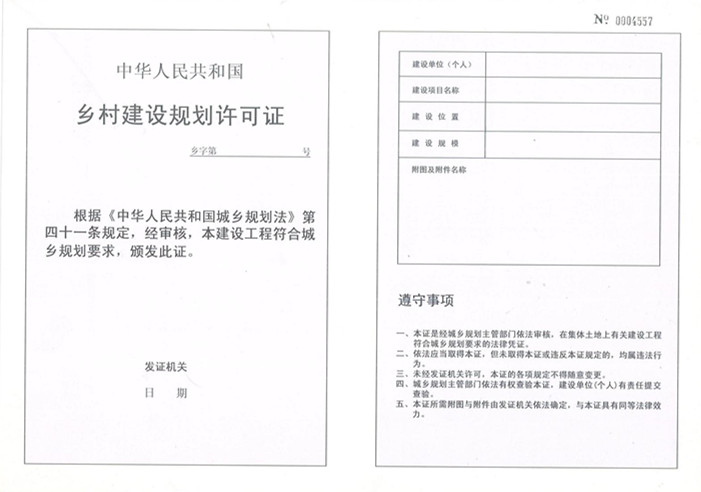 中华人民共和国
乡村建设规划许可证
乡字第 号
根据《中华人民共和国城乡规划法》第
四十一条规定，经审核，本建设工程符合城
乡规划要求，颁发此证。
发证机关
日 期
№ 0004557
建设单位（个人）
建设项目名称
建 设 位 置
建 设 规 模
附图及附件名称
遵守事项
一、本证是经城乡规划主管部门依法审核，在集体土地上有关建设工程
符合城乡规划要求的法律凭证。
二、依法应当取得本证，但未取得本证或违反本证规定的，均属违法行
为。
三、未经发证机关许可，本证的各项规定不得随意变更。
四、城乡规划主管部门依法有权查验本证，建设单位(个人)有责任提交
查验。
五、本证所需附图与附件由发证机关依法确定，与本证具有同等法律效
力。